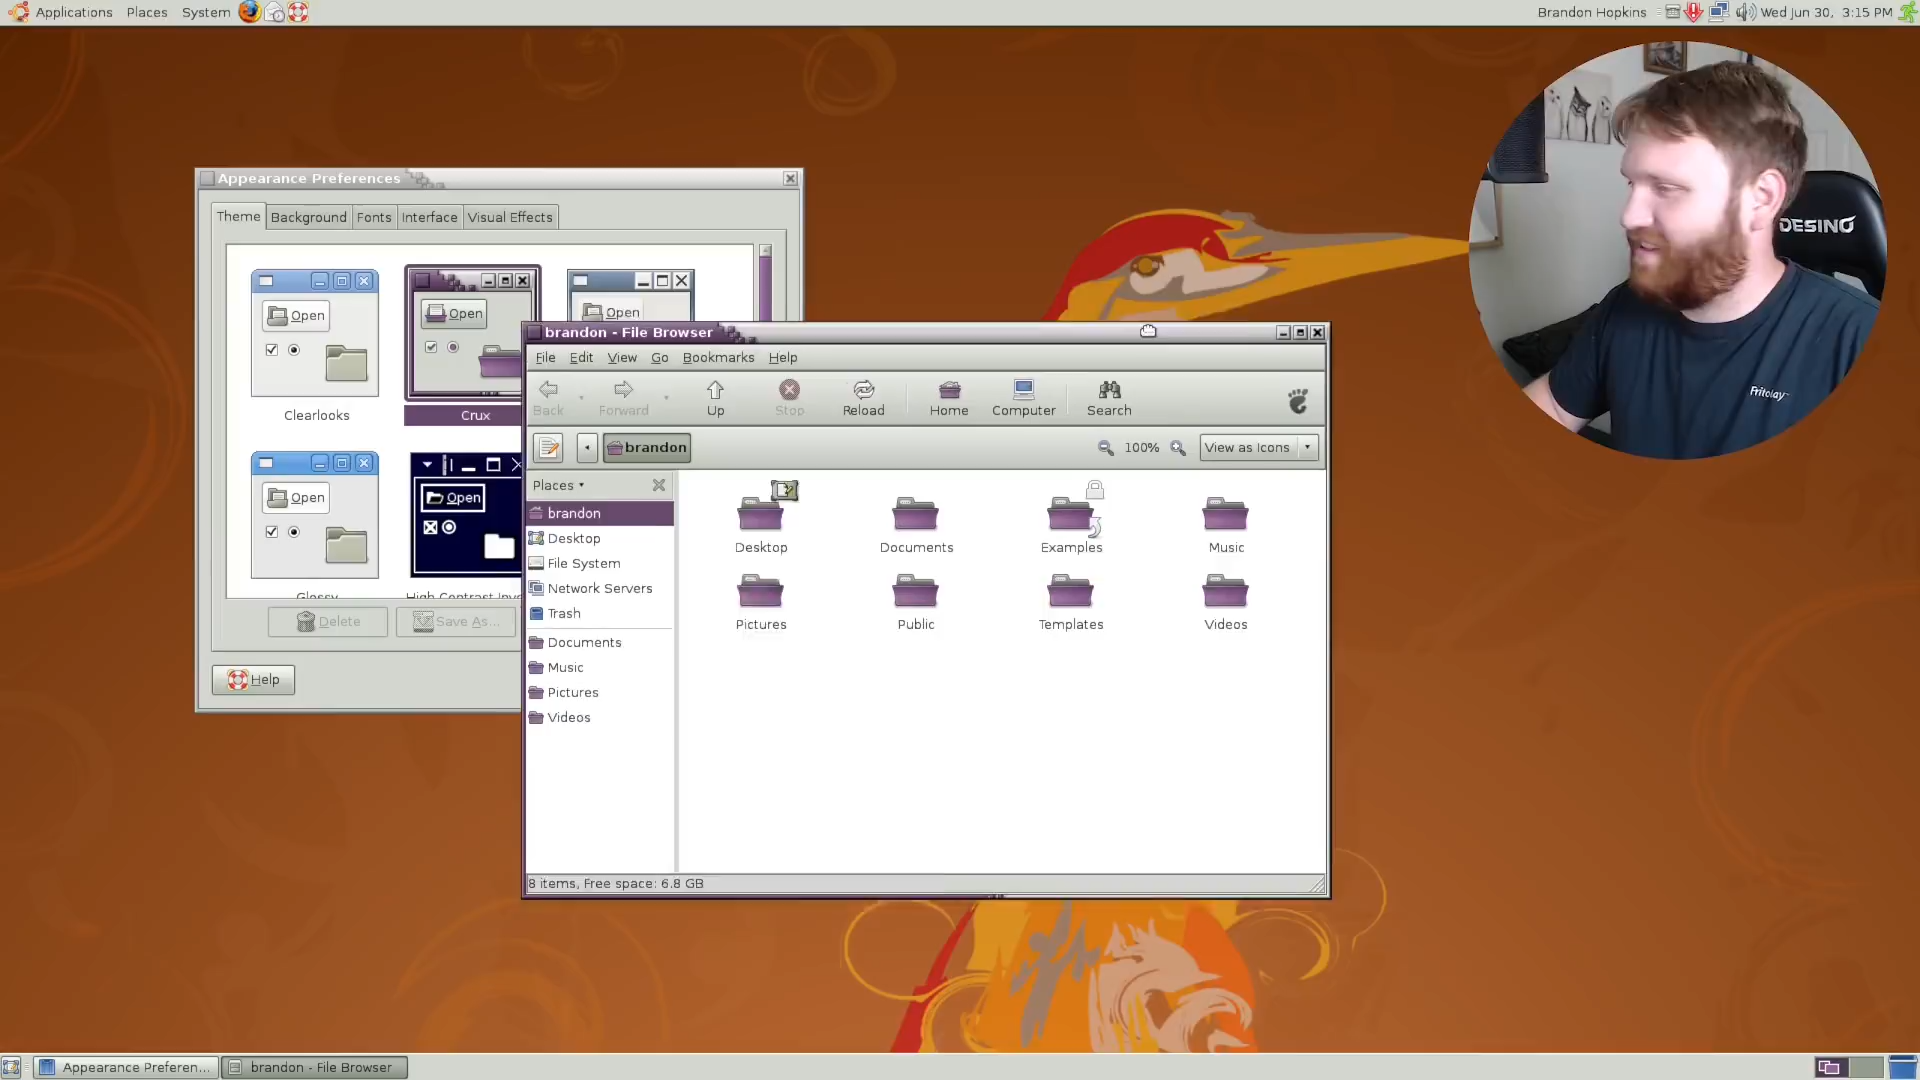 Applications Places System
Brandon Hopkins Wed Jun 30, 3:15 PM
Appearance Preferences
Theme Background Fonts Interface Visual Effects
Open
Open
Open
Clearlooks
Crux
Open
Open
Glossy
High Contrast Inv
Delete
Save As...
Help
brandon - File Browser
File Edit View Go Bookmarks Help
Back Forward Up Stop Reload Home Computer Search
brandon
100% View as Icons
Places
brandon
Desktop
File System
Network Servers
Trash
Documents
Music
Pictures
Videos
Desktop Documents Examples Music
Pictures Public Templates Videos
8 items, Free space: 6.8 GB
DESINO
Fritolay
Appearance Preferen... brandon - File Browser